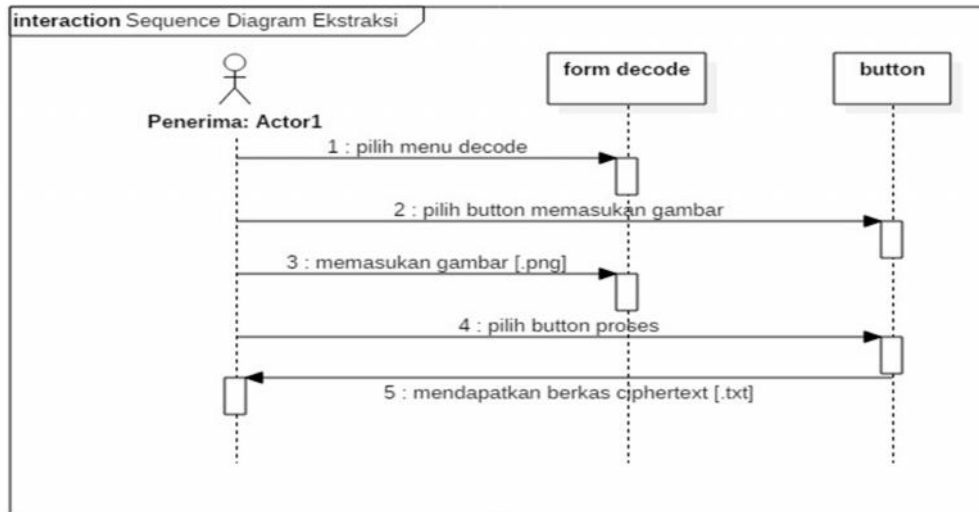 interaction Sequence Diagram Ekstraksi
form decode
button
Penerima: Actor1
1 : pilih menu decode
2 : pilih button memasukan gambar
3 : memasukan gambar [.png]
4 : pilih button proses
5 : mendapatkan berkas ciphertext [.txt]